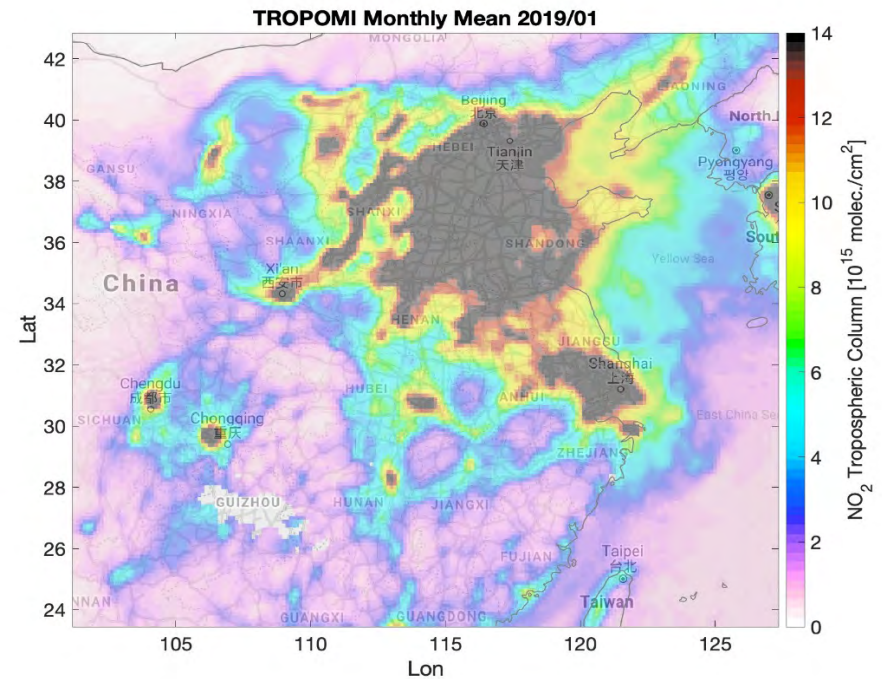 TROPOMI Monthly Mean 2019/01
MONGOLIA
LIAONING
Beijing
北京
North
HEBEI
Tianjin
天津
Pyongyang
평양
GANSU
NINGXIA
SHANXI
SHAANXI
SHANDONG
Sout
Yellow Sea
Xi'an
西安市
China
HENAN
JIANGSU
Shanghai
上海
Chengdu
成都市
HUBEI
ANHUI
SICHUAN
Chongqing
重庆
East China Sea
ZHEJIANG
GUIZHOU
HUNAN
JIANGXI
FUJIAN
Taipei
台北
NNAN
Taiwan
GUANGXI
GUANGDONG
42
40
38
36
34
32
30
28
26
24
Lat
105
110
115
120
125
Lon
14
12
10
8
6
4
2
0
NO2 Tropospheric Column [10^15 molec./cm^2]